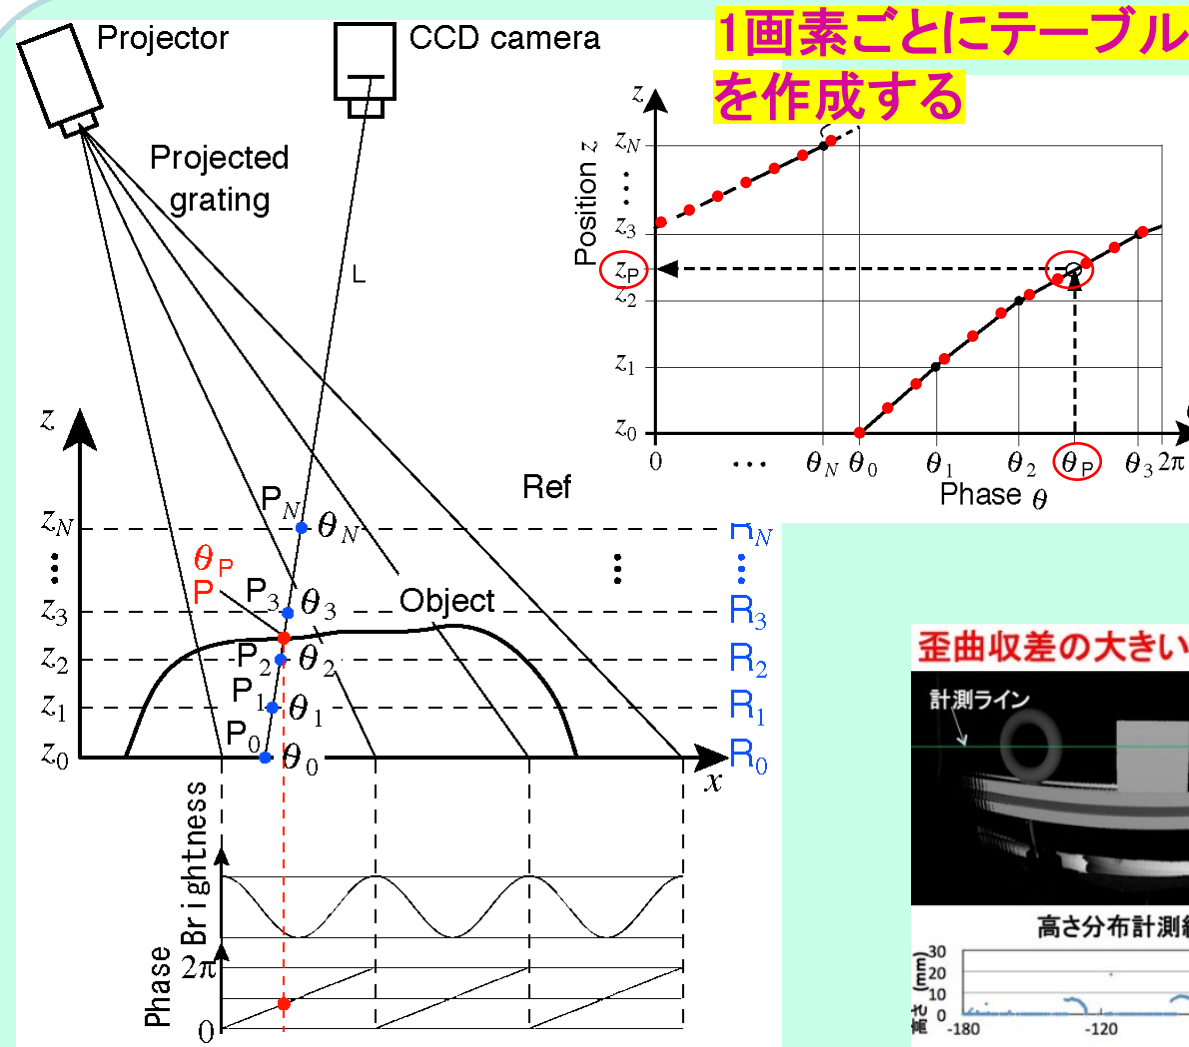 1画素ごとにテーブル
を作成する
Projector
CCD camera
Projected
grating
L
z
z_N
⋮
z_3
z_2
z_1
z_0
x
P_N θ_N
θ_P
P
P_3 θ_3
P_2 θ_2
P_1 θ_1
P_0 θ_0
Object
Ref
⋮
R_N
⋮
R_3
R_2
R_1
R_0
Brightness
Phase
2π
0
z
Position z
z_N
⋮
z_3
z_P
z_2
z_1
z_0
0 … θ_N θ_0 θ_1 θ_2 θ_P θ_3 2π
Phase θ
歪曲収差の大きい
計測ライン
高さ分布計測
高さ (mm)
30
20
10
0
-180 -120